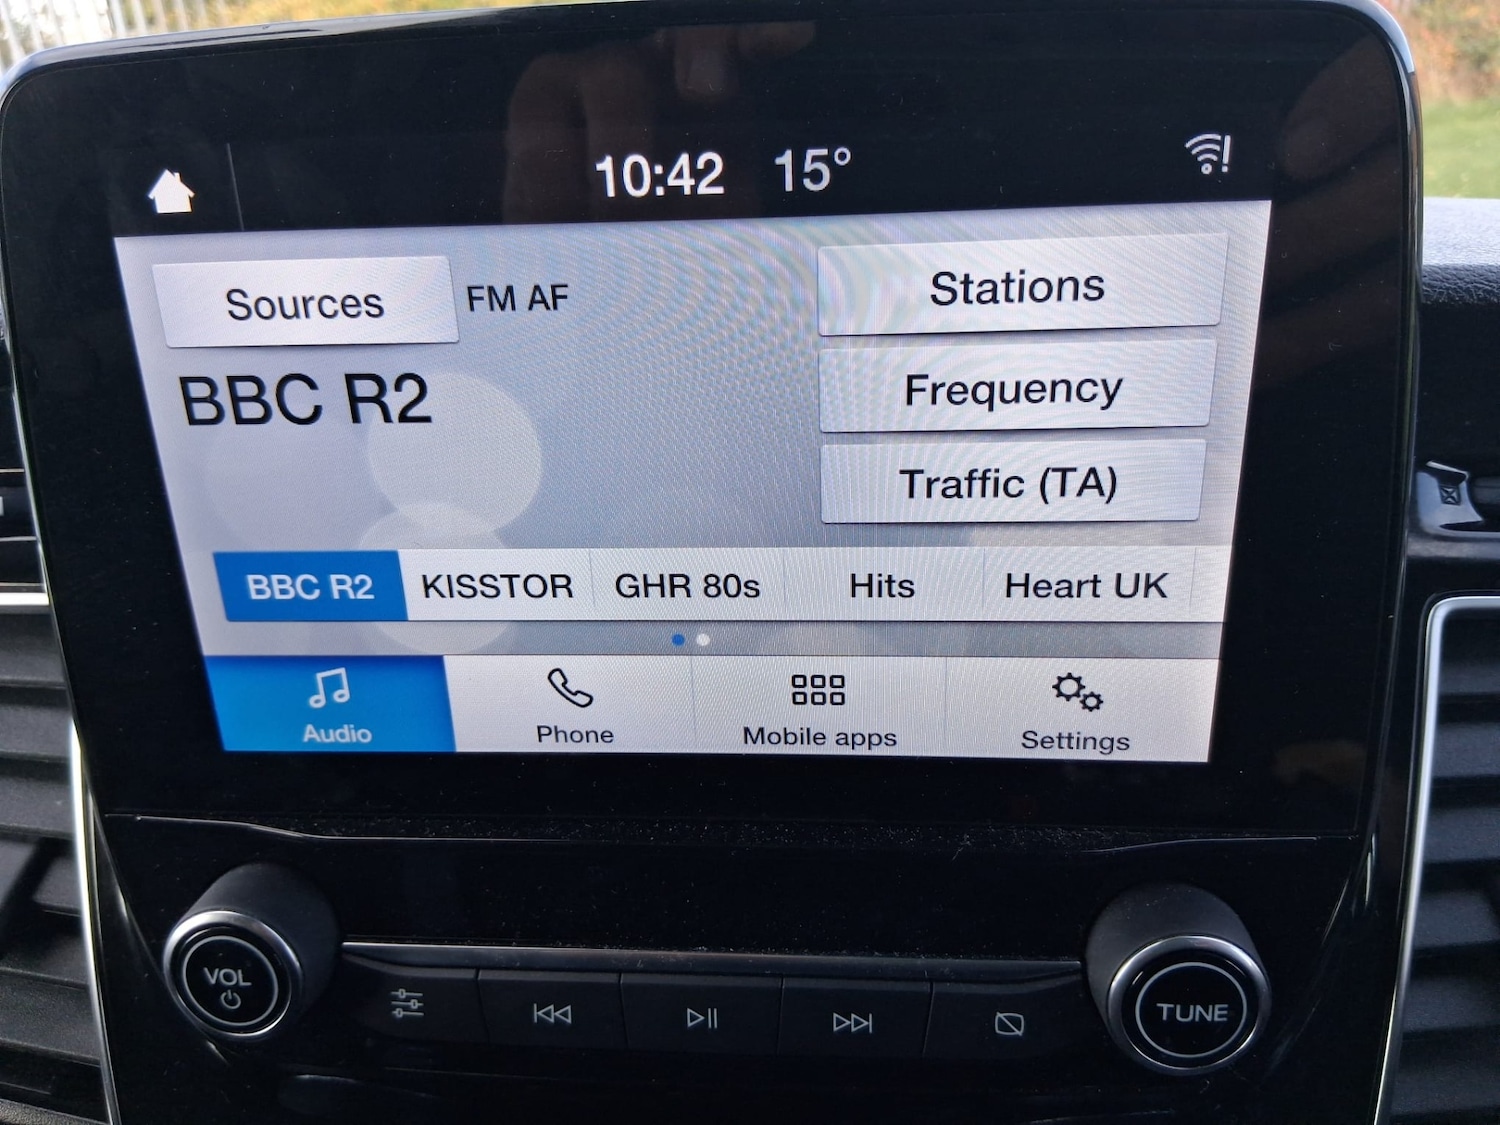 10:42 15°
Sources FM AF Stations
BBC R2 Frequency
Traffic (TA)
BBC R2 KISSTOR GHR 80s Hits Heart UK
Audio Phone Mobile apps Settings
VOL TUNE